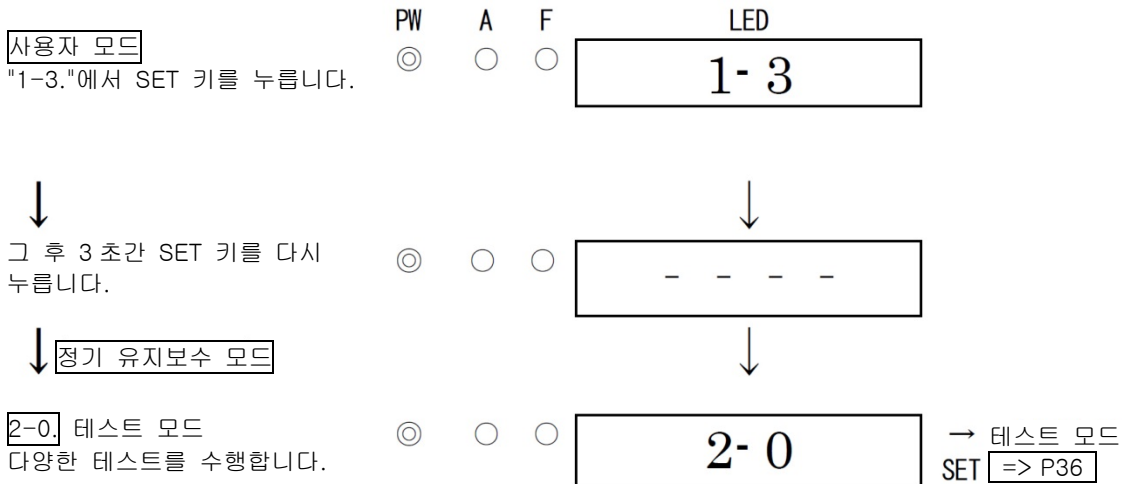 PW A F LED
사용자 모드
"1-3."에서 SET 키를 누릅니다.
◎ ○ ○ 1- 3
↓ ↓
그 후 3초간 SET 키를 다시
누릅니다.
◎ ○ ○ - - - -
↓ 정기 유지보수 모드 ↓
2-0. 테스트 모드
다양한 테스트를 수행합니다.
◎ ○ ○ 2- 0
→ 테스트 모드
SET => P36